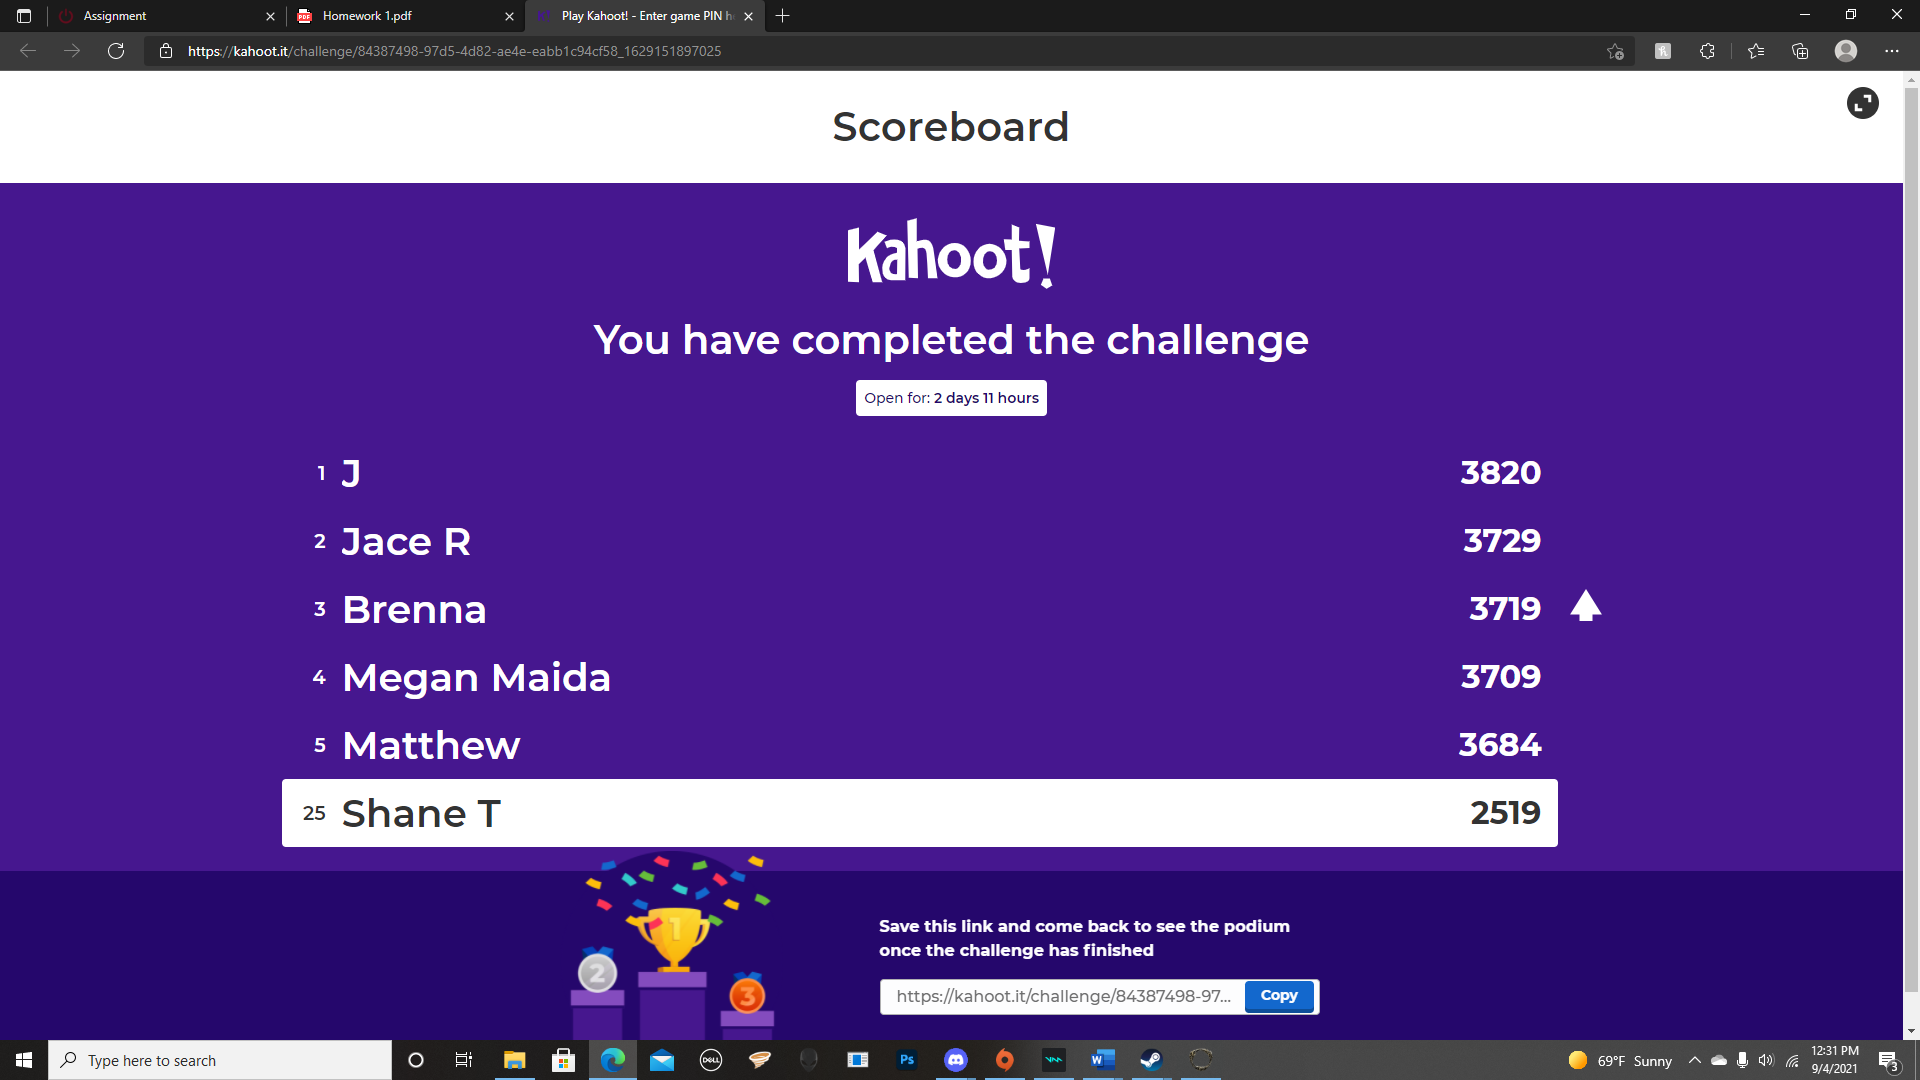 Assignment
Homework 1.pdf
Play Kahoot! - Enter game PIN h
https://kahoot.it/challenge/84387498-97d5-4d82-ae4e-eabb1c94cf58_1629151897025
Scoreboard
Kahoot!
You have completed the challenge
Open for: 2 days 11 hours
1 J 3820
2 Jace R 3729
3 Brenna 3719
4 Megan Maida 3709
5 Matthew 3684
25 Shane T 2519
1
2
3
Save this link and come back to see the podium
once the challenge has finished
https://kahoot.it/challenge/84387498-97... Copy
Type here to search
DELL
Ps
69°F Sunny
12:31 PM
9/4/2021
3